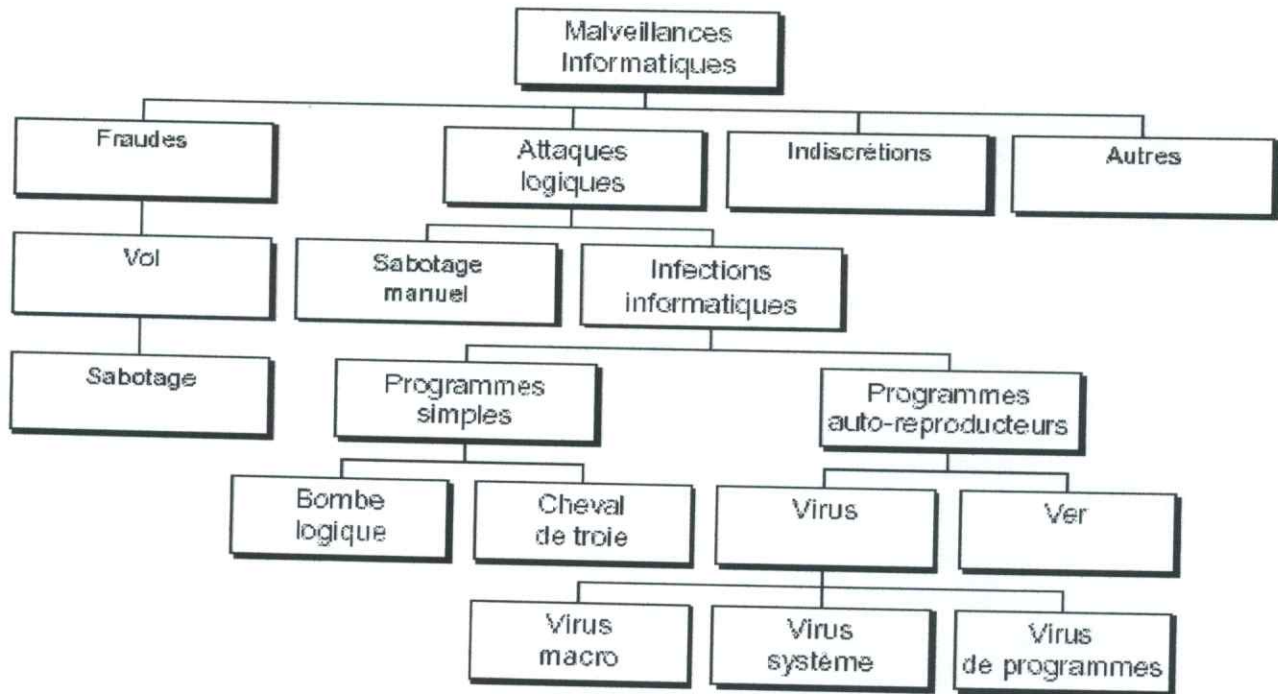 Malveillances
Informatiques
Fraudes
Attaques
logiques
Indiscrétions
Autres
Vol
Sabotage
manuel
Infections
informatiques
Sabotage
Programmes
simples
Programmes
auto-reproducteurs
Bombe
logique
Cheval
de troie
Virus
Ver
Virus
macro
Virus
système
Virus
de programmes